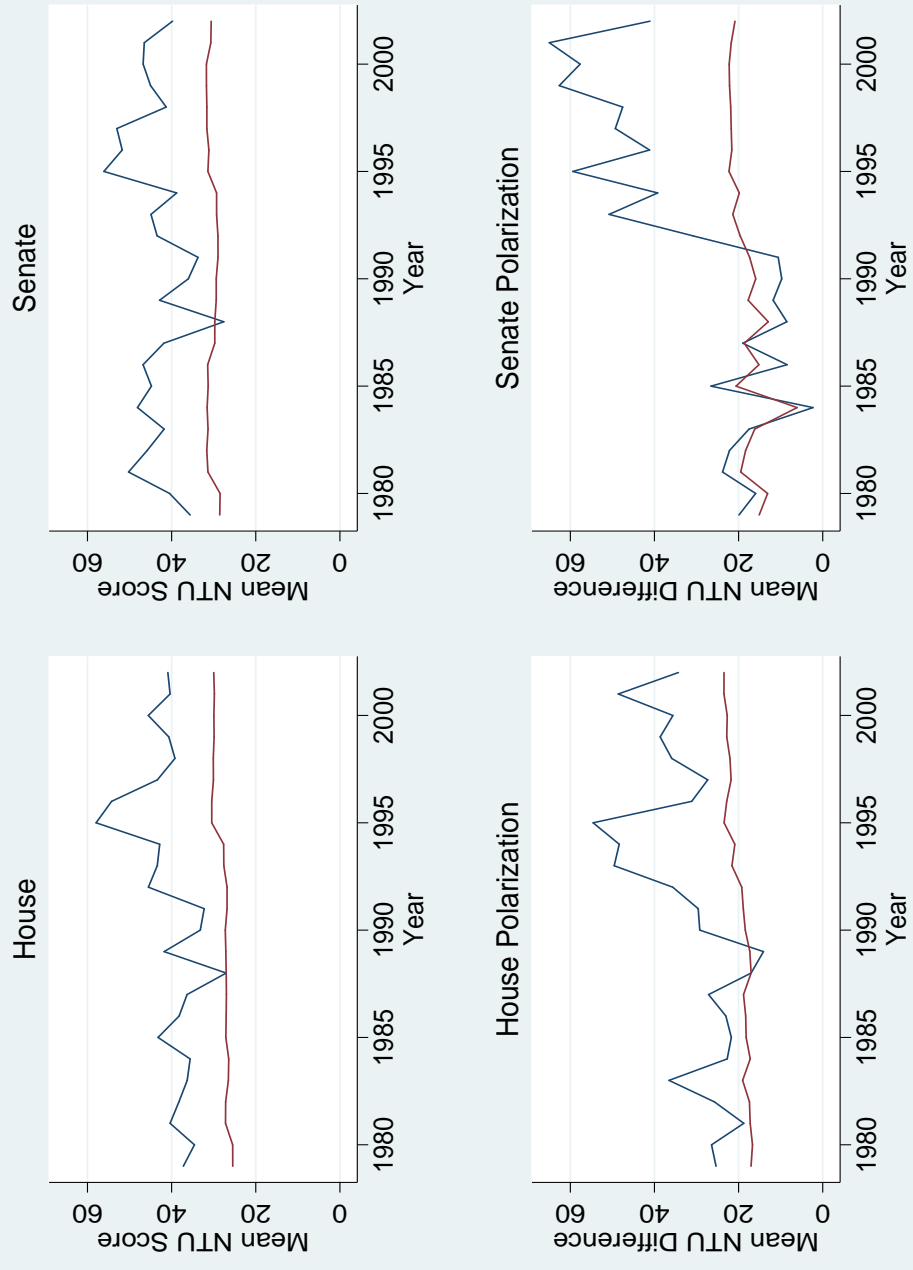 House
Mean NTU Score
0 20 40 60
1980 1985 1990 1995 2000
Year
Senate
Mean NTU Score
0 20 40 60
1980 1985 1990 1995 2000
Year
House Polarization
Mean NTU Difference
0 20 40 60
1980 1985 1990 1995 2000
Year
Senate Polarization
Mean NTU Difference
0 20 40 60
1980 1985 1990 1995 2000
Year